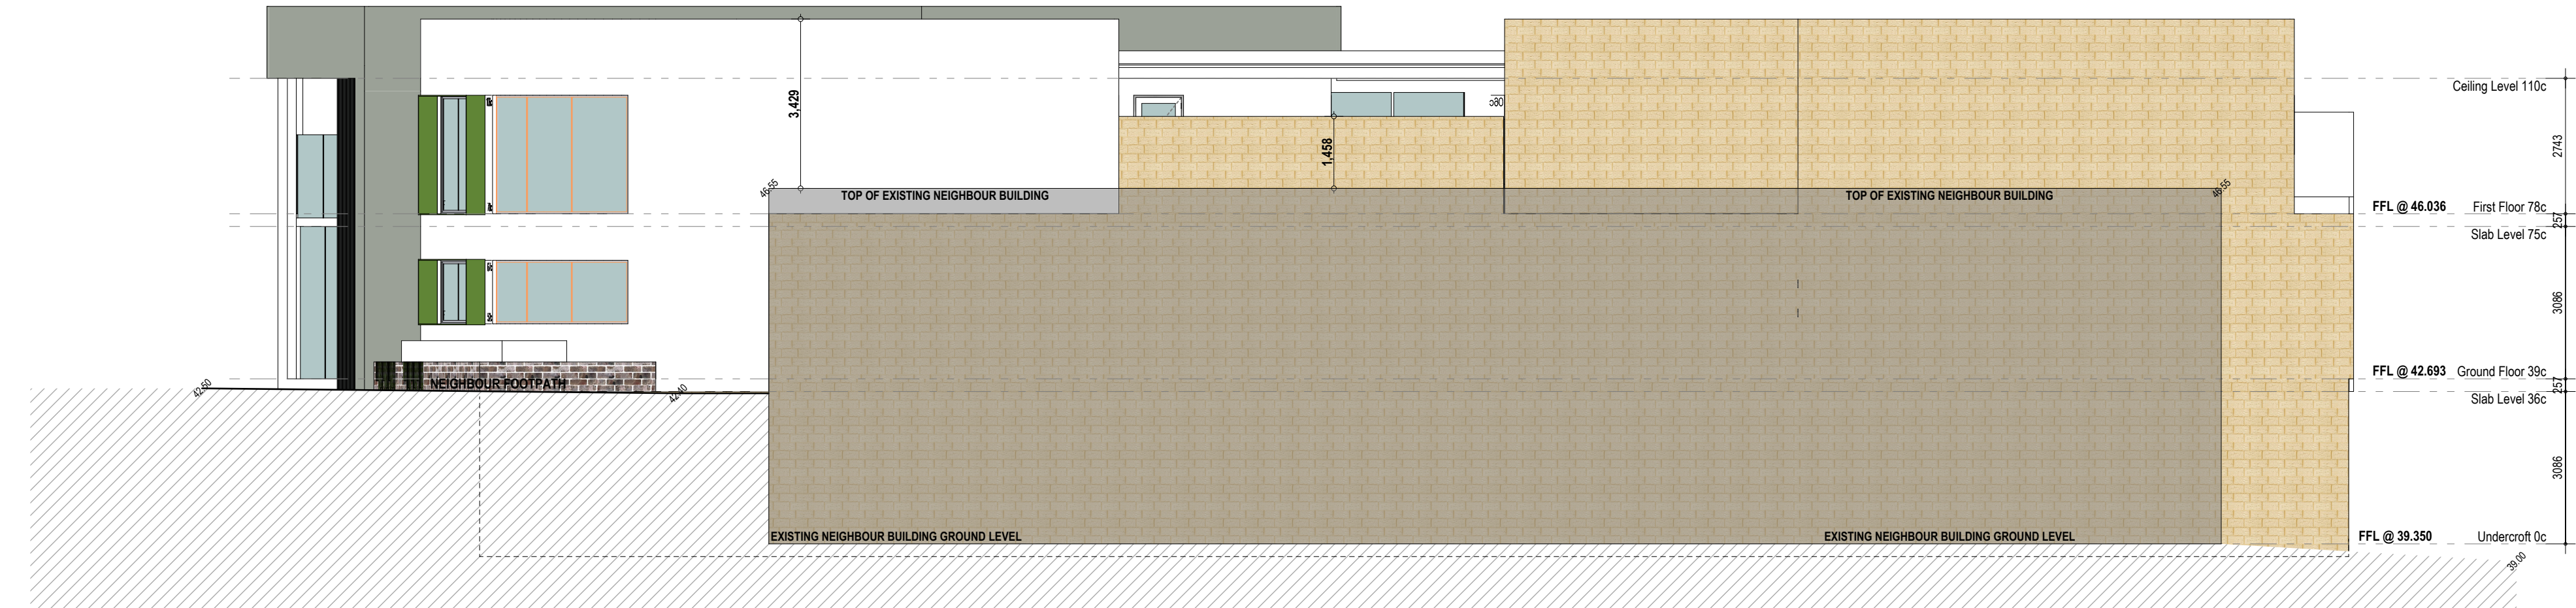 Ceiling Level 110c
3,429
2743
1,458
46.55
TOP OF EXISTING NEIGHBOUR BUILDING
TOP OF EXISTING NEIGHBOUR BUILDING
46.55
FFL @ 46.036 First Floor 78c
257
Slab Level 75c
3086
FFL @ 42.693 Ground Floor 39c
257
Slab Level 36c
42.50
NEIGHBOUR FOOTPATH
42.40
3086
EXISTING NEIGHBOUR BUILDING GROUND LEVEL
EXISTING NEIGHBOUR BUILDING GROUND LEVEL
FFL @ 39.350 Undercroft 0c
39.00